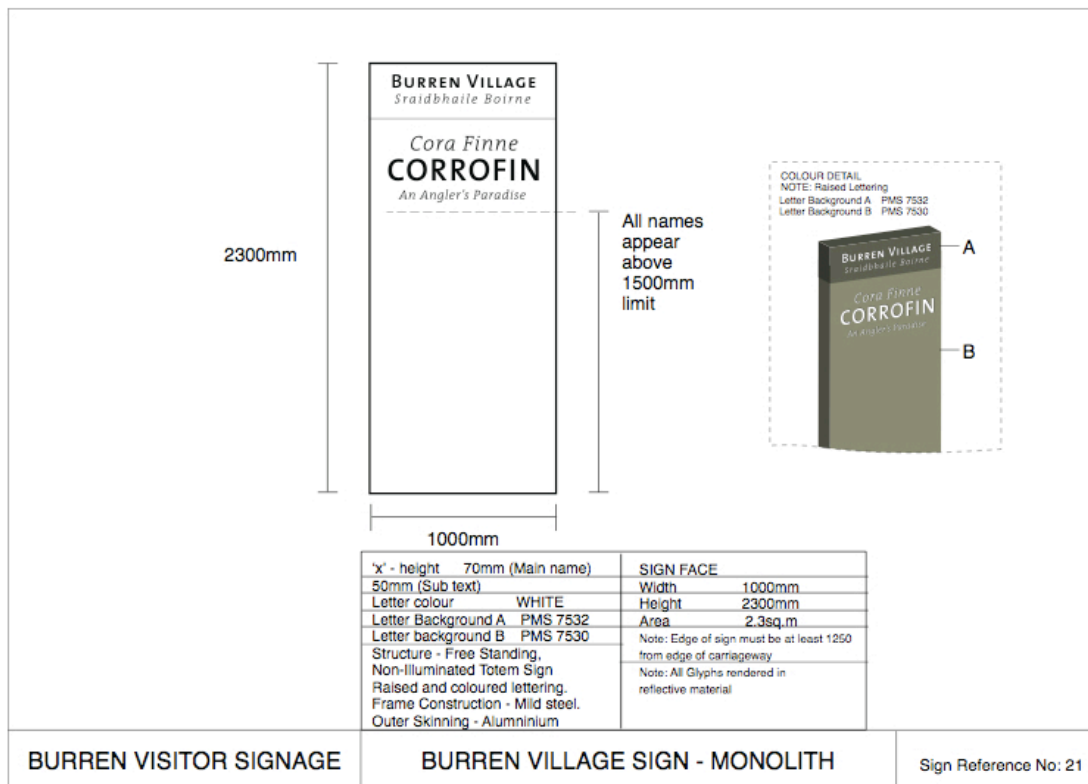 BURREN VILLAGE
Sraidbhaile Boirne
Cora Finne
CORROFIN
An Angler's Paradise
2300mm
All names
appear
above
1500mm
limit
1000mm
COLOUR DETAIL
NOTE: Raised Lettering
Letter Background A PMS 7532
Letter Background B PMS 7530
BURREN VILLAGE
Sraidbhaile Boirne
Cora Finne
CORROFIN
An Angler's Paradise
A
B
'x' - height 70mm (Main name)
50mm (Sub text)
Letter colour WHITE
Letter Background A PMS 7532
Letter background B PMS 7530
Structure - Free Standing,
Non-Illuminated Totem Sign
Raised and coloured lettering.
Frame Construction - Mild steel.
Outer Skinning - Alumninium
SIGN FACE
Width 1000mm
Height 2300mm
Area 2.3sq.m
Note: Edge of sign must be at least 1250
from edge of carriageway
Note: All Glyphs rendered in
reflective material
BURREN VISITOR SIGNAGE
BURREN VILLAGE SIGN - MONOLITH
Sign Reference No: 21